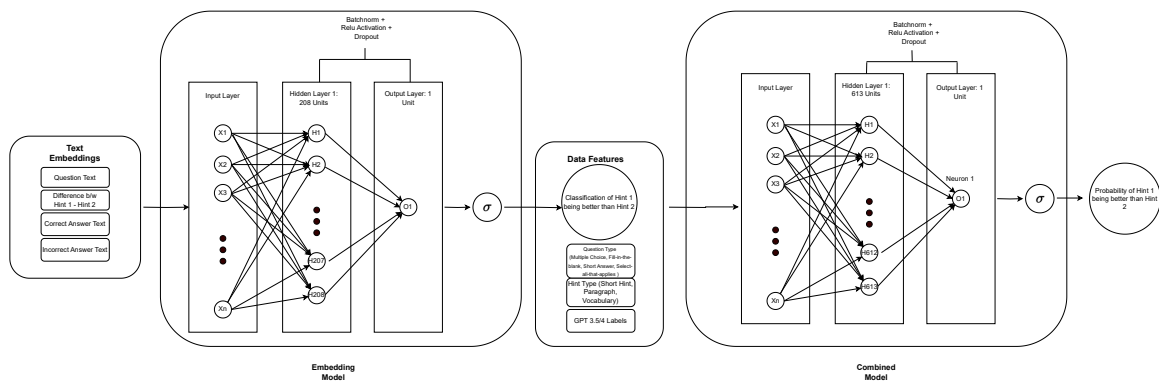 Text
Embeddings
Question Text
Difference b/w
Hint 1 - Hint 2
Correct Answer Text
Incorrect Answer Text
Batchnorm +
Relu Activation +
Dropout
Input Layer
Hidden Layer 1:
208 Units
Output Layer: 1
Unit
X1
X2
X3
Xn
H1
H2
H207
H208
O1
σ
Embedding
Model
Data Features
Classification of Hint 1
being better than Hint 2
Question Type
(Multiple Choice, Fill-in-the-
blank, Short Answer, Select-
all-that-applies )
Hint Type (Short Hint,
Paragraph,
Vocabulary)
GPT 3.5/4 Labels
Batchnorm +
Relu Activation +
Dropout
Input Layer
Hidden Layer 1:
613 Units
Output Layer: 1
Unit
X1
X2
X3
Xn
H1
H2
H612
H613
Neuron 1
O1
σ
Combined
Model
Probability of Hint 1
being better than Hint
2